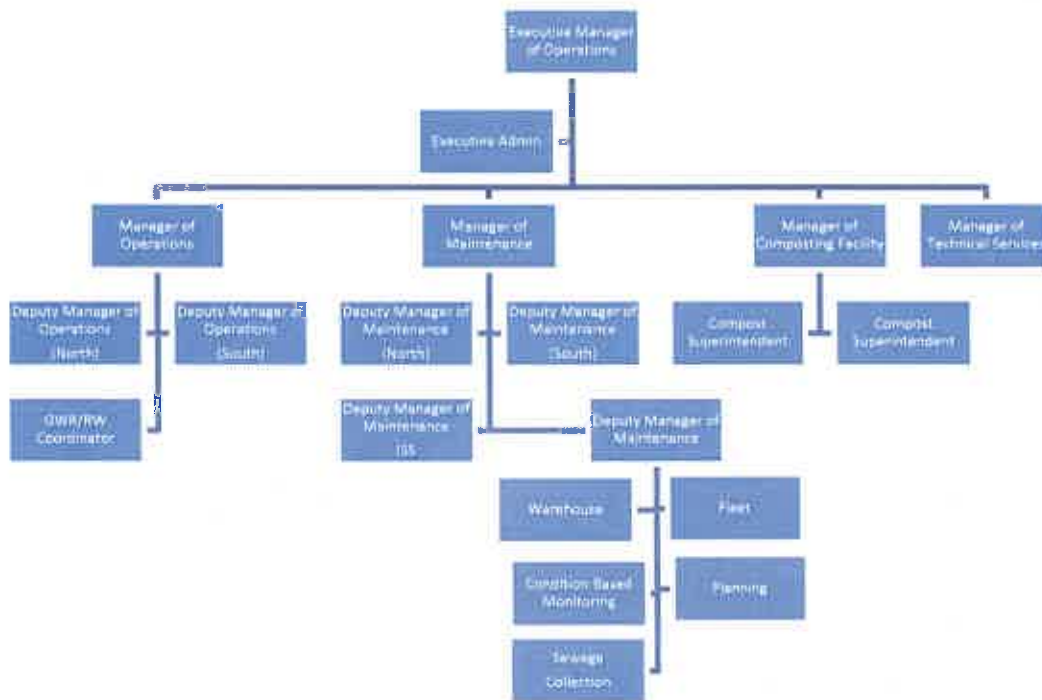 Executive Manager
of Operations
Executive Admin
Manager of
Operations
Manager of
Maintenance
Manager of
Composting Facility
Manager of
Technical Services
Deputy Manager of
Operations
(North)
Deputy Manager of
Operations
(South)
Deputy Manager of
Maintenance
(North)
Deputy Manager of
Maintenance
(South)
Compost
Superintendent
Compost
Superintendent
GWR/RW
Coordinator
Deputy Manager of
Maintenance
ISS
Deputy Manager of
Maintenance
Warehouse
Fleet
Condition Based
Monitoring
Planning
Sewage
Collection